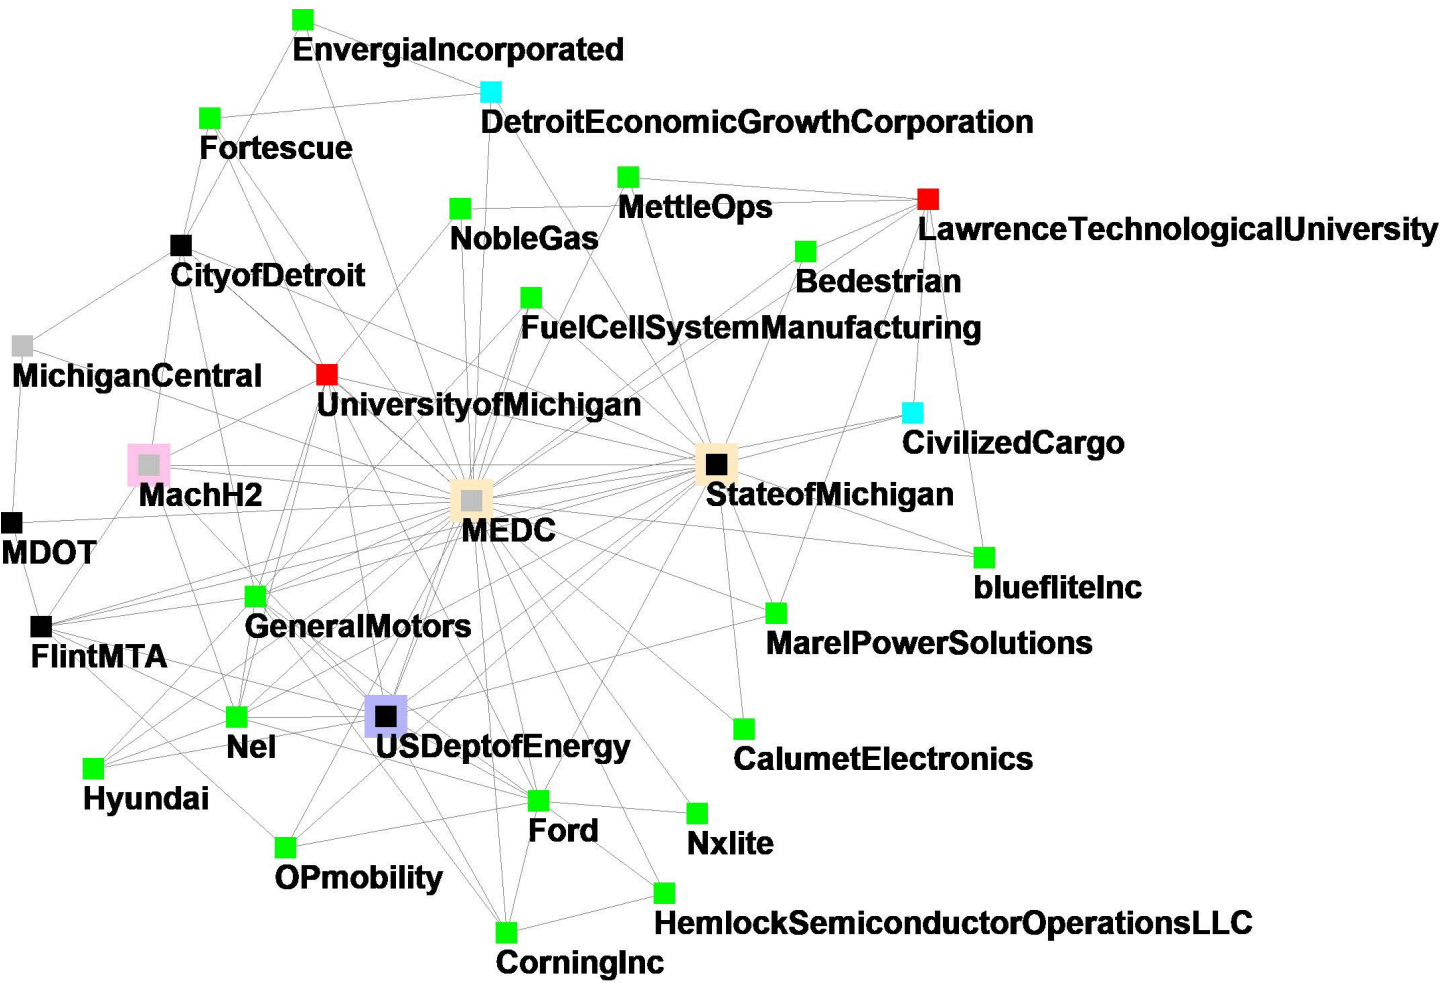 EnvergiaIncorporated
DetroitEconomicGrowthCorporation
Fortescue
MettleOps
LawrenceTechnologicalUniversity
NobleGas
CityofDetroit
Bedestrian
FuelCellSystemManufacturing
MichiganCentral
UniversityofMichigan
CivilizedCargo
MachH2
StateofMichigan
MEDC
MDOT
bluefliteInc
GeneralMotors
MarelPowerSolutions
FlintMTA
Nel
USDeptofEnergy
CalumetElectronics
Hyundai
Ford
Nxlite
OPmobility
HemlockSemiconductorOperationsLLC
CorningInc